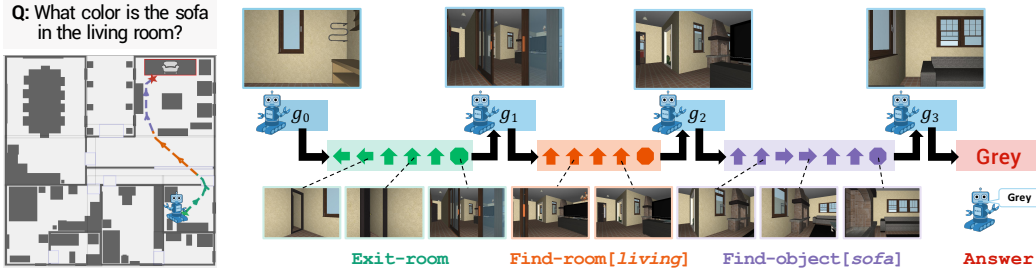 Q: What color is the sofa
in the living room?
g0
g1
g2
g3
Grey
Grey
Exit-room
Find-room[living]
Find-object[sofa]
Answer